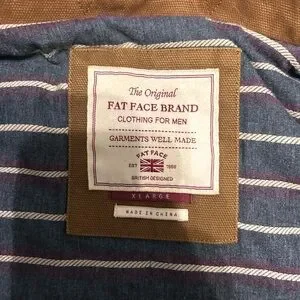 The Original
FAT FACE BRAND
CLOTHING FOR MEN
GARMENTS WELL MADE
FAT FACE
EST 1988
BRITISH DESIGNED
XLARGE
MADE IN CHINA